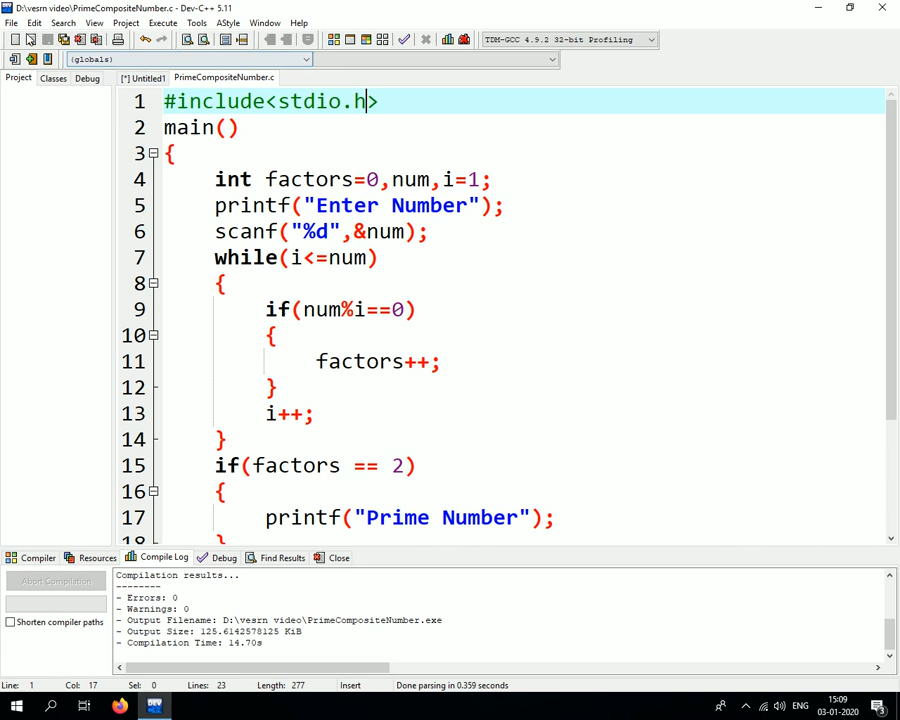 D:\vesrn video\PrimeCompositeNumber.c - Dev-C++ 5.11
File Edit Search View Project Execute Tools AStyle Window Help
TDM-GCC 4.9.2 32-bit Profiling
(globals)
Project Classes Debug [*] Untitled1 PrimeCompositeNumber.c
1 #include<stdio.h>
2 main()
3 {
4 int factors=0,num,i=1;
5 printf("Enter Number");
6 scanf("%d",&num);
7 while(i<=num)
8 {
9 if(num%i==0)
10 {
11 factors++;
12 }
13 i++;
14 }
15 if(factors == 2)
16 {
17 printf("Prime Number");
18 }
Compiler Resources Compile Log Debug Find Results Close
Abort Compilation
Shorten compiler paths
Compilation results...
--------
- Errors: 0
- Warnings: 0
- Output Filename: D:\vesrn video\PrimeCompositeNumber.exe
- Output Size: 125.6142578125 KiB
- Compilation Time: 14.70s
Line: 1 Col: 17 Sel: 0 Lines: 23 Length: 277 Insert Done parsing in 0.359 seconds
DEV
ENG
15:09
03-01-2020
3